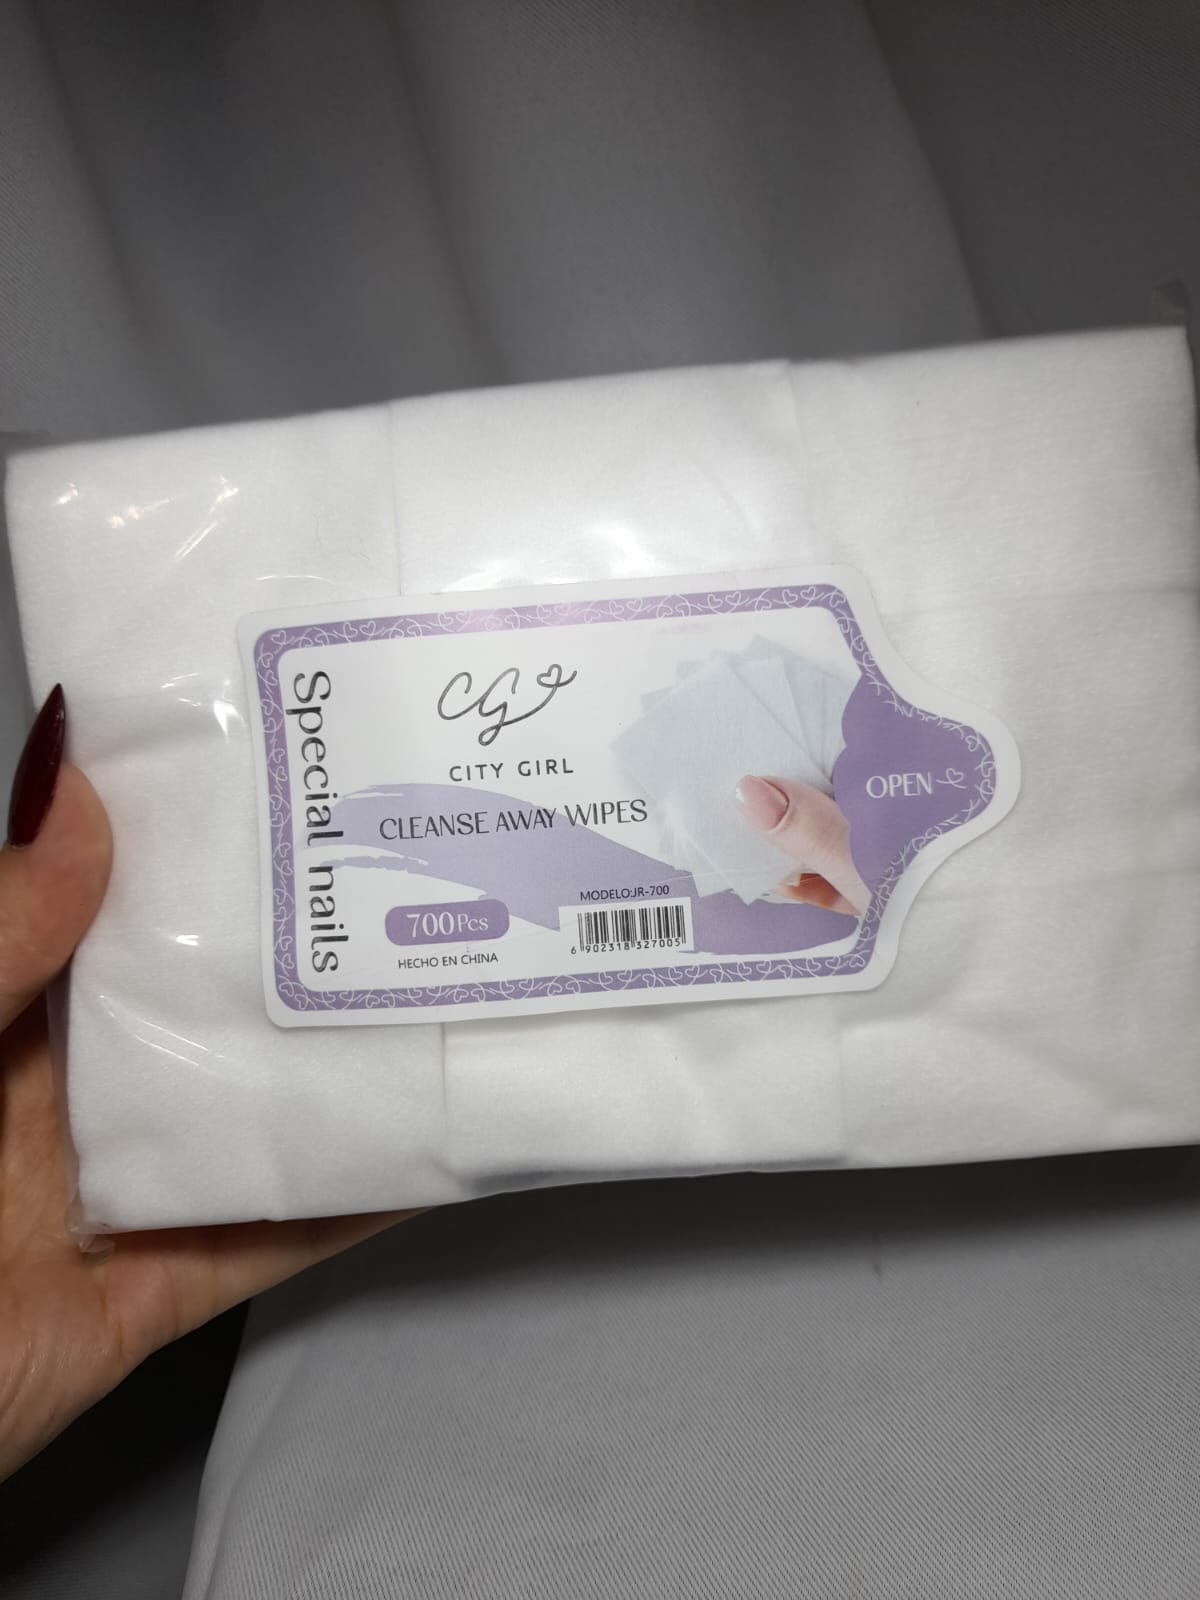 Special nails
CG
CITY GIRL
CLEANSE AWAY WIPES
OPEN
MODELO:JR-700
700Pcs
6 902318 327005
HECHO EN CHINA